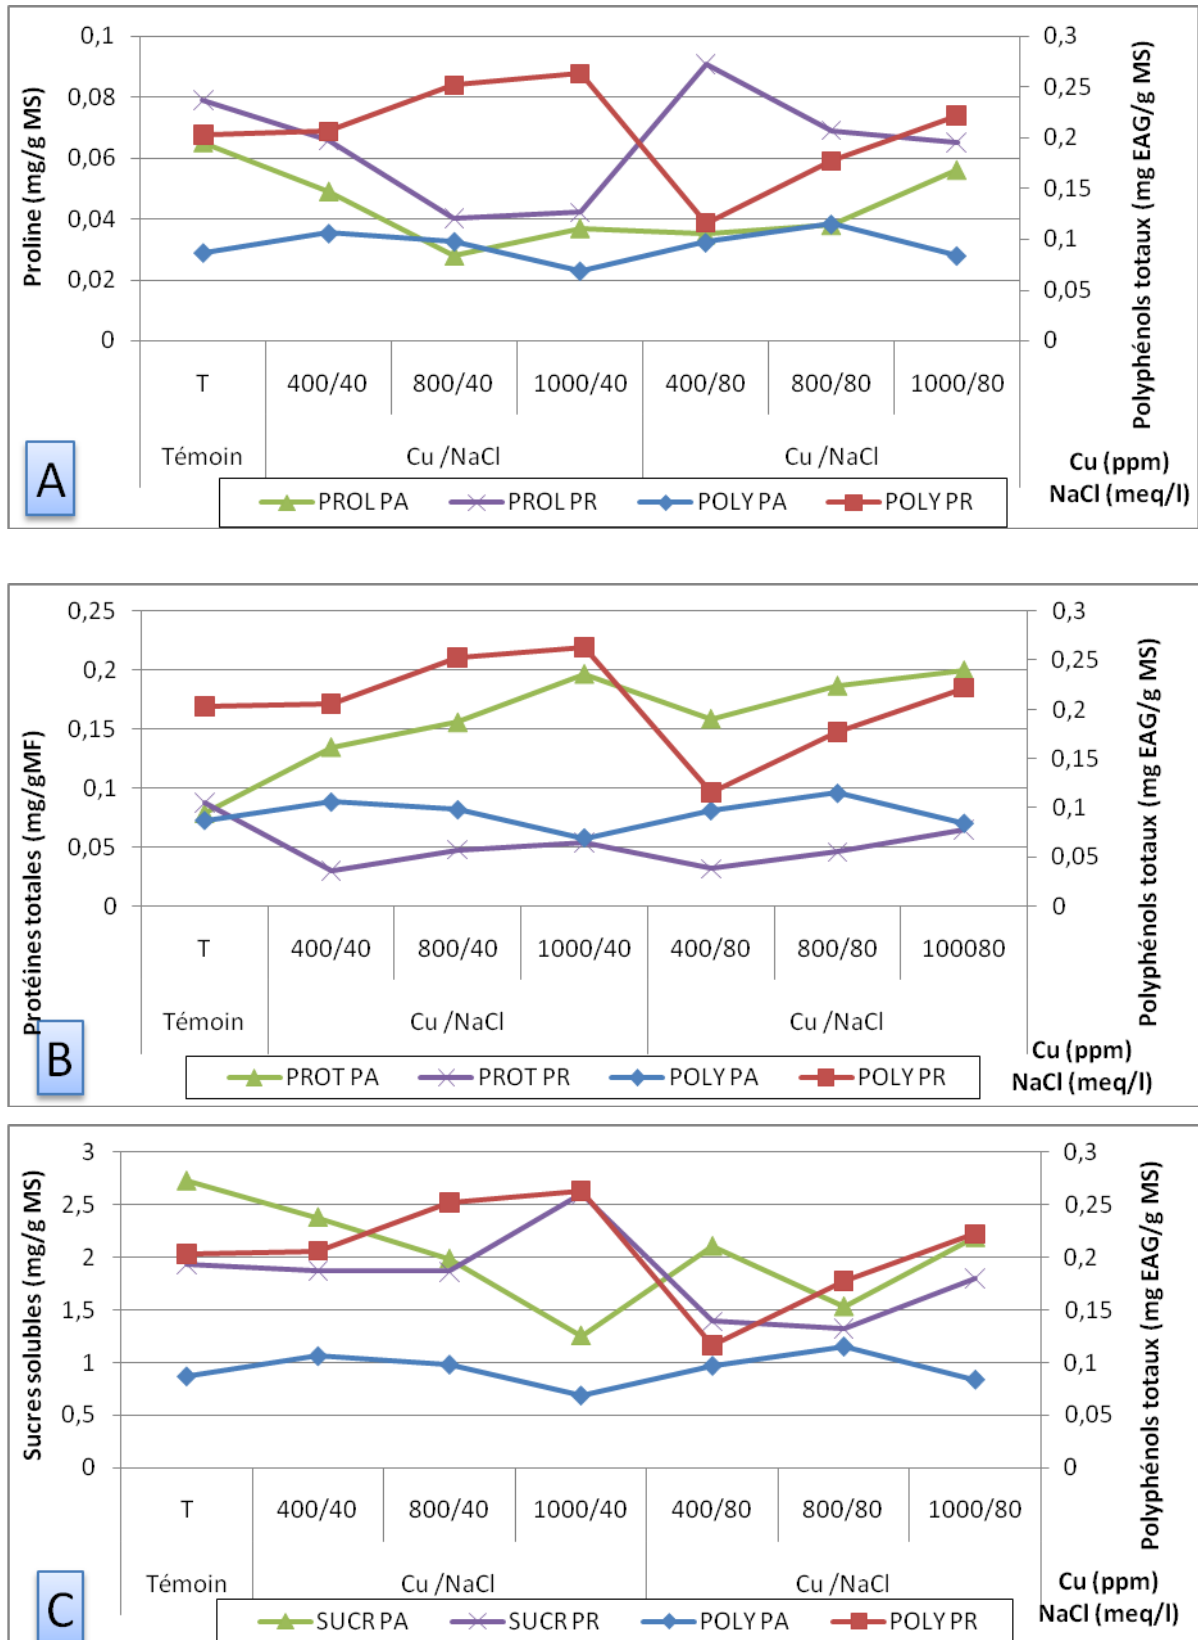 Proline (mg/g MS)
0,1
0,08
0,06
0,04
0,02
0
0,3
0,25
0,2
0,15
0,1
0,05
0
Polyphénols totaux (mg EAG/g MS)
T 400/40 800/40 1000/40 400/80 800/80 1000/80
Témoin Cu /NaCl Cu /NaCl
Cu (ppm)
NaCl (meq/l)
A
PROL PA PROL PR POLY PA POLY PR
Protéines totales (mg/gMF)
0,25
0,2
0,15
0,1
0,05
0
0,3
0,25
0,2
0,15
0,1
0,05
0
Polyphénols totaux (mg EAG/g MS)
T 400/40 800/40 1000/40 400/80 800/80 100080
Témoin Cu /NaCl Cu /NaCl
Cu (ppm)
NaCl (meq/l)
B
PROT PA PROT PR POLY PA POLY PR
Sucres solubles (mg/g MS)
3
2,5
2
1,5
1
0,5
0
0,3
0,25
0,2
0,15
0,1
0,05
0
Polyphénols totaux (mg EAG/g MS)
T 400/40 800/40 1000/40 400/80 800/80 1000/80
Témoin Cu /NaCl Cu /NaCl
Cu (ppm)
NaCl (meq/l)
C
SUCR PA SUCR PR POLY PA POLY PR